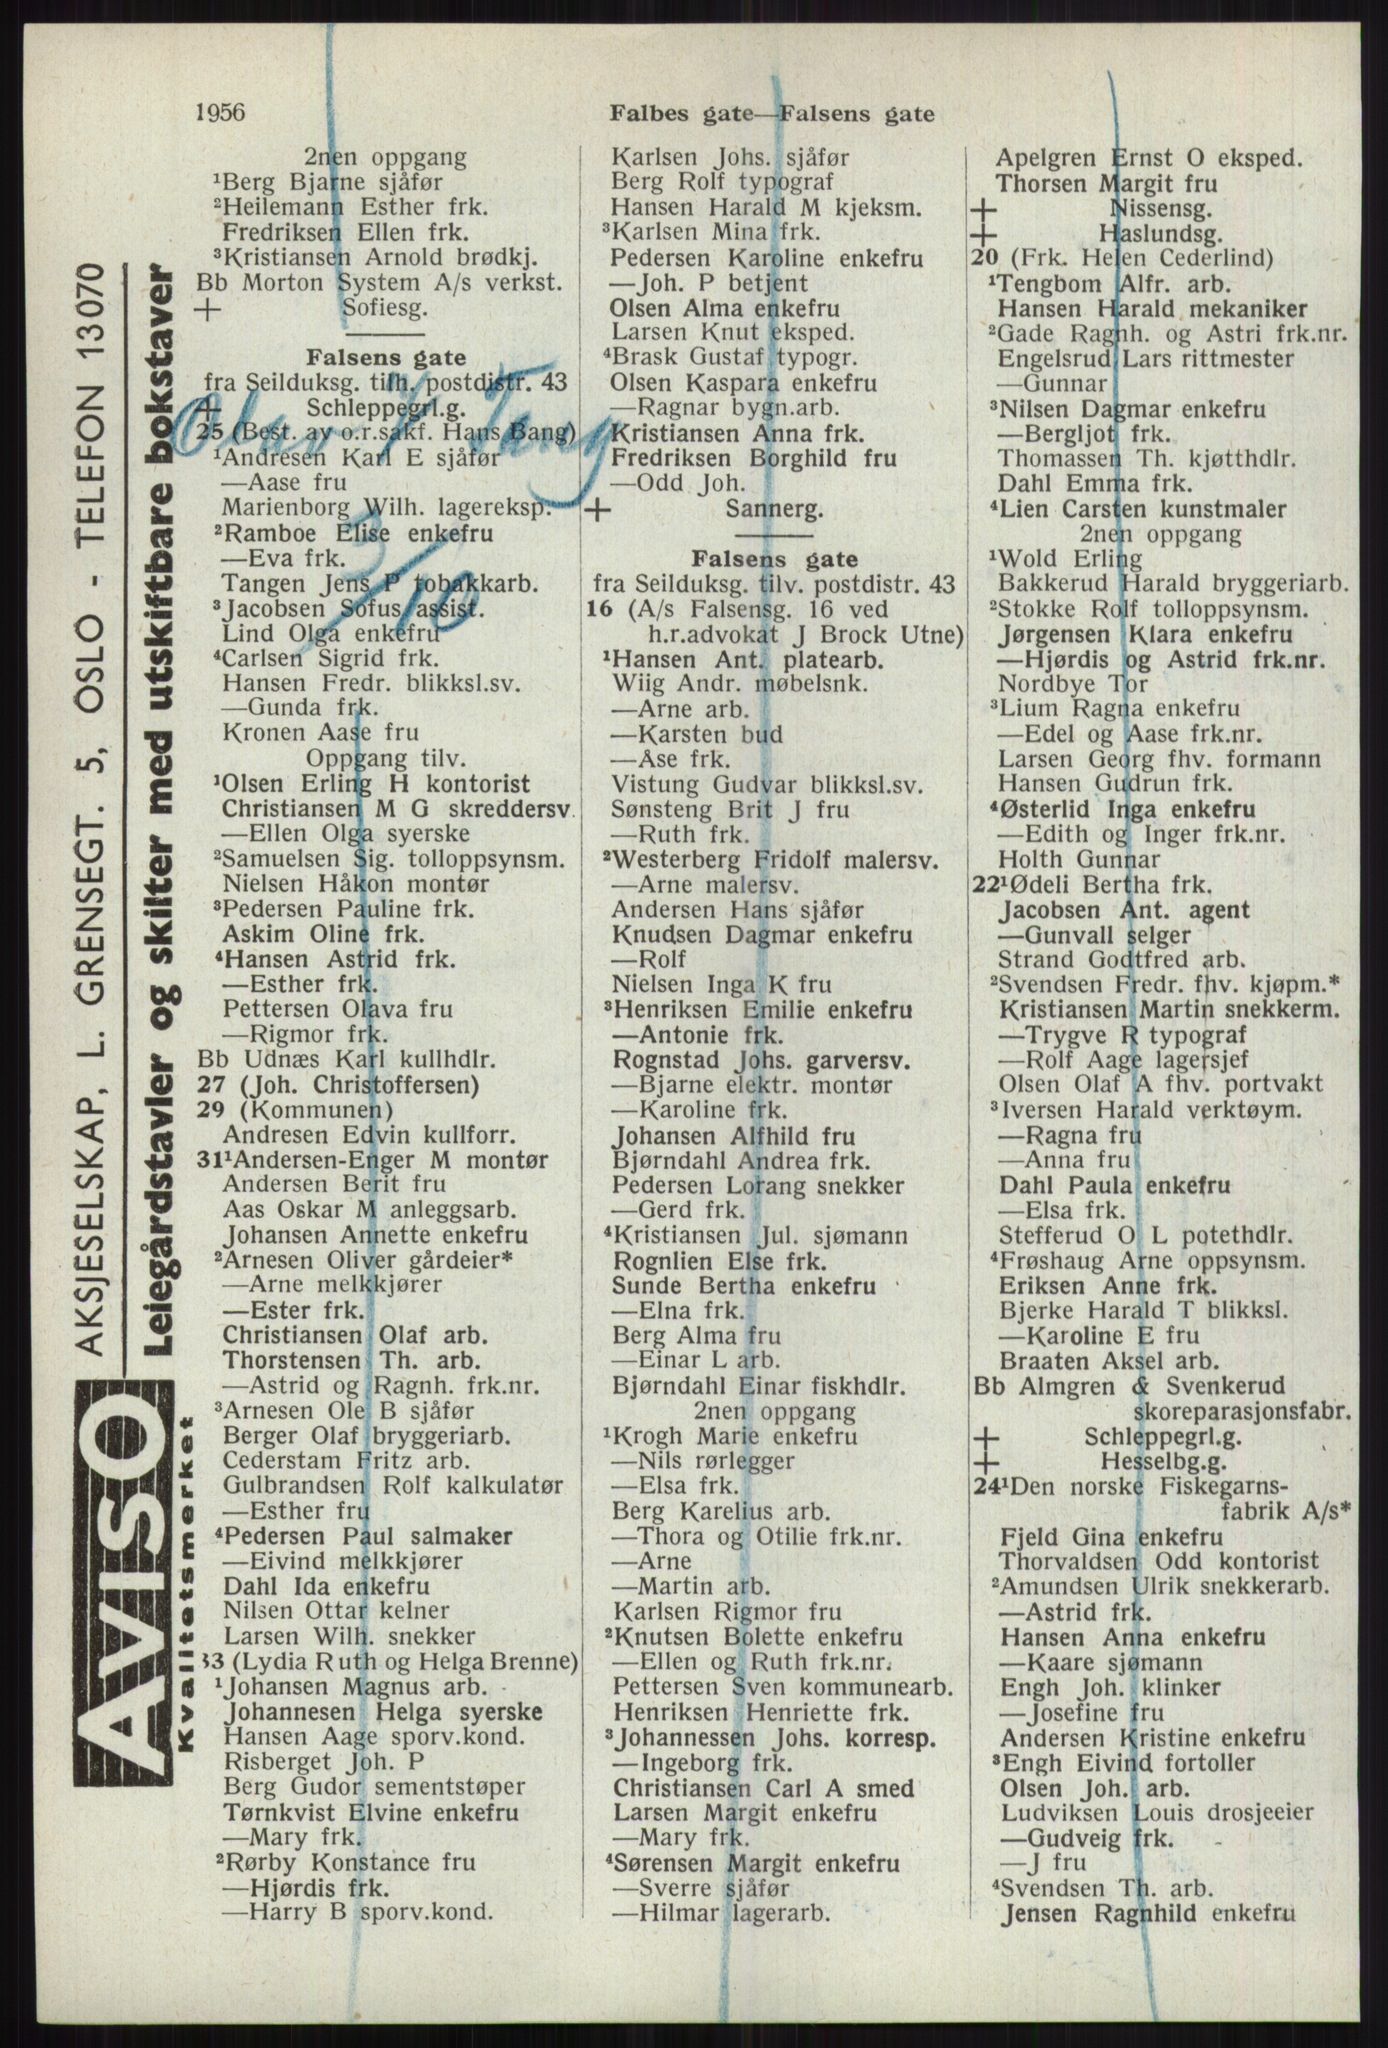 1956
Falbes gate—Falsens gate
2nen oppgang
¹Berg Bjarne sjåfør
²Heilemann Esther frk.
Fredriksen Ellen frk.
³Kristiansen Arnold brødkj.
Bb Morton System A/s verkst.
+ Sofiesg.
Falsens gate
fra Seilduksg. tilh. postdistr. 43
+ Schleppegrl.g.
25 (Best. av o.r.sakf. Hans Bang)
¹Andresen Karl E sjåfør
—Aase fru
Marienborg Wilh. lagereksp.
²Ramboe Elise enkefru
—Eva frk.
Tangen Jens P tobakkarb.
³Jacobsen Sofus assist.
Lind Olga enkefru
⁴Carlsen Sigrid frk.
Hansen Fredr. blikksl.sv.
—Gunda frk.
Kronen Aase fru
Oppgang tilv.
¹Olsen Erling H kontorist
Christiansen M G skreddersv.
—Ellen Olga syerske
²Samuelsen Sig. tolloppsynsm.
Nielsen Håkon montør
³Pedersen Pauline frk.
Askim Oline frk.
⁴Hansen Astrid frk.
—Esther frk.
Pettersen Olava fru
—Rigmor frk.
Bb Udnæs Karl kullhdlr.
27 (Joh. Christoffersen)
29 (Kommunen)
Andresen Edvin kullforr.
31¹Andersen-Enger M montør
Andersen Berit fru
Aas Oskar M anleggsarb.
Johansen Annette enkefru
²Arnesen Oliver gårdeier*
—Arne melkkjører
—Ester frk.
Christiansen Olaf arb.
Thorstensen Th. arb.
—Astrid og Ragnh. frk.nr.
³Arnesen Ole B sjåfør
Berger Olaf bryggeriarb.
Cederstam Fritz arb.
Gulbrandsen Rolf kalkulatør
—Esther fru
⁴Pedersen Paul salmaker
—Eivind melkkjører
Dahl Ida enkefru
Nilsen Ottar kelner
Larsen Wilh. snekker
33 (Lydia Ruth og Helga Brenne)
¹Johansen Magnus arb.
Johannesen Helga syerske
Hansen Aage sporv.kond.
Risberget Joh. P
Berg Gudor sementstøper
Tørnkvist Elvine enkefru
—Mary frk.
²Rørby Konstance fru
—Hjørdis frk.
—Harry B sporv.kond.
Karlsen Johs. sjåfør
Berg Rolf typograf
Hansen Harald M kjeksm.
³Karlsen Mina frk.
Pedersen Karoline enkefru
—Joh. P betjent
Olsen Alma enkefru
Larsen Knut eksped.
⁴Brask Gustaf typogr.
Olsen Kaspara enkefru
—Ragnar bygn.arb.
Kristiansen Anna frk.
Fredriksen Borghild fru
—Odd Joh.
+ Sannerg.
Falsens gate
fra Seilduksg. tilv. postdistr. 43
16 (A/s Falsensg. 16 ved
h.r.advokat J Brock Utne)
¹Hansen Ant. platearb.
Wiig Andr. møbelsnk.
—Arne arb.
—Karsten bud
—Åse frk.
Vistung Gudvar blikksl.sv.
Sønsteng Brit J fru
—Ruth frk.
²Westerberg Fridolf malersv.
—Arne malersv.
Andersen Hans sjåfør
Knudsen Dagmar enkefru
—Rolf
Nielsen Inga K fru
³Henriksen Emilie enkefru
—Antonie frk.
Rognstad Johs. garversv.
—Bjarne elektr. montør
—Karoline frk.
Johansen Alfhild fru
Bjørndahl Andrea frk.
Pedersen Lorang snekker
—Gerd frk.
⁴Kristiansen Jul. sjømann
Rognlien Else frk.
Sunde Bertha enkefru
—Elna frk.
Berg Alma fru
—Einar L arb.
Bjørndahl Einar fiskhdlr.
2nen oppgang
¹Krogh Marie enkefru
—Nils rørlegger
—Elsa frk.
Berg Karelius arb.
—Thora og Otilie frk.nr.
—Arne
—Martin arb.
Karlsen Rigmor fru
²Knutsen Bolette enkefru
—Ellen og Ruth frk.nr.
Pettersen Sven kommunearb.
Henriksen Henriette frk.
³Johannessen Johs. korresp.
—Ingeborg frk.
Christiansen Carl A smed
Larsen Margit enkefru
—Mary frk.
⁴Sørensen Margit enkefru
—Sverre sjåfør
—Hilmar lagerarb.
Apelgren Ernst O eksped.
Thorsen Margit fru
+ Nissensg.
+ Haslundsg.
20 (Frk. Helen Cederlind)
¹Tengbom Alfr. arb.
Hansen Harald mekaniker
²Gade Ragnh. og Astri frk.nr.
Engelsrud Lars rittmester
—Gunnar
³Nilsen Dagmar enkefru
—Bergljot frk.
Thomassen Th. kjøtthdlr.
Dahl Emma frk.
⁴Lien Carsten kunstmaler
2nen oppgang
¹Wold Erling
Bakkerud Harald bryggeriarb.
²Stokke Rolf tolloppsynsm.
Jørgensen Klara enkefru
—Hjørdis og Astrid frk.nr.
Nordbye Tor
³Lium Ragna enkefru
—Edel og Aase frk.nr.
Larsen Georg fhv. formann
Hansen Gudrun frk.
⁴Østerlid Inga enkefru
—Edith og Inger frk.nr.
Holth Gunnar
22¹Ødeli Bertha frk.
Jacobsen Ant. agent
—Gunvall selger
Strand Godtfred arb.
²Svendsen Fredr. fhv. kjøpm.*
Kristiansen Martin snekkerm.
—Trygve R typograf
—Rolf Aage lagersjef
Olsen Olaf A fhv. portvakt
³Iversen Harald verktøym.
—Ragna fru
—Anna fru
Dahl Paula enkefru
—Elsa frk.
Stefferud O L potethdlr.
⁴Frøshaug Arne oppsynsm.
Eriksen Anne frk.
Bjerke Harald T blikksl.
—Karoline E fru
Braaten Aksel arb.
Bb Almgren & Svenkerud
skoreparasjonsfabr.
+ Schleppegrl.g.
+ Hesselbg.g.
24¹Den norske Fiskegarns-
fabrik A/s*
Fjeld Gina enkefru
Thorvaldsen Odd kontorist
²Amundsen Ulrik snekkerarb.
—Astrid frk.
Hansen Anna enkefru
—Kaare sjømann
Engh Joh. klinker
—Josefine fru
Andersen Kristine enkefru
³Engh Eivind fortoller
Olsen Joh. arb.
Ludviksen Louis drosjeeier
—Gudveig frk.
—J fru
⁴Svendsen Th. arb.
Jensen Ragnhild enkefru
AVISO
Kvalitetsmerket
AKSJESELSKAP, L. GRENSEGT. 5, OSLO - TELEFON 13070
Leiegårdstavler og skilter med utskiftbare bokstaver